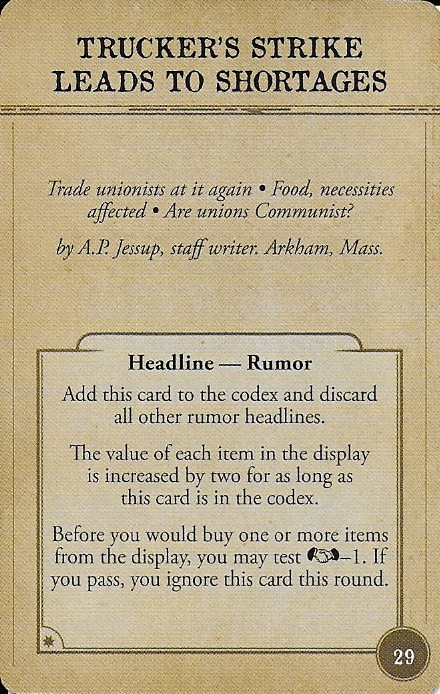 TRUCKER'S STRIKE
LEADS TO SHORTAGES
Trade unionists at it again • Food, necessities
affected • Are unions Communist?
by A.P. Jessup, staff writer. Arkham, Mass.
Headline — Rumor
Add this card to the codex and discard
all other rumor headlines.
The value of each item in the display
is increased by two for as long as
this card is in the codex.
Before you would buy one or more items
from the display, you may test –1. If
you pass, you ignore this card this round.
29